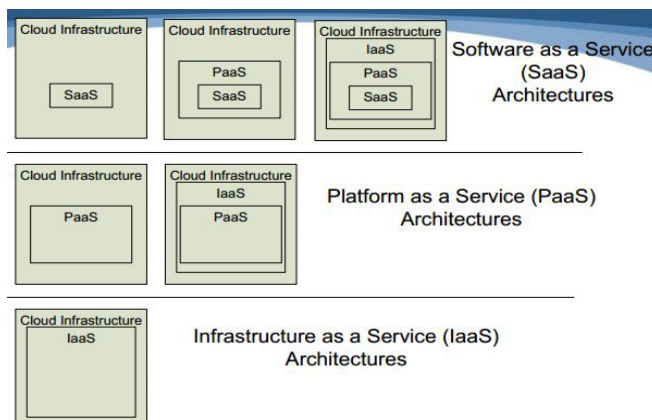 Cloud Infrastructure
SaaS
Cloud Infrastructure
PaaS
SaaS
Cloud Infrastructure
IaaS
PaaS
SaaS
Software as a Service
(SaaS)
Architectures
Cloud Infrastructure
PaaS
Cloud Infrastructure
IaaS
PaaS
Platform as a Service (PaaS)
Architectures
Cloud Infrastructure
IaaS
Infrastructure as a Service (IaaS)
Architectures